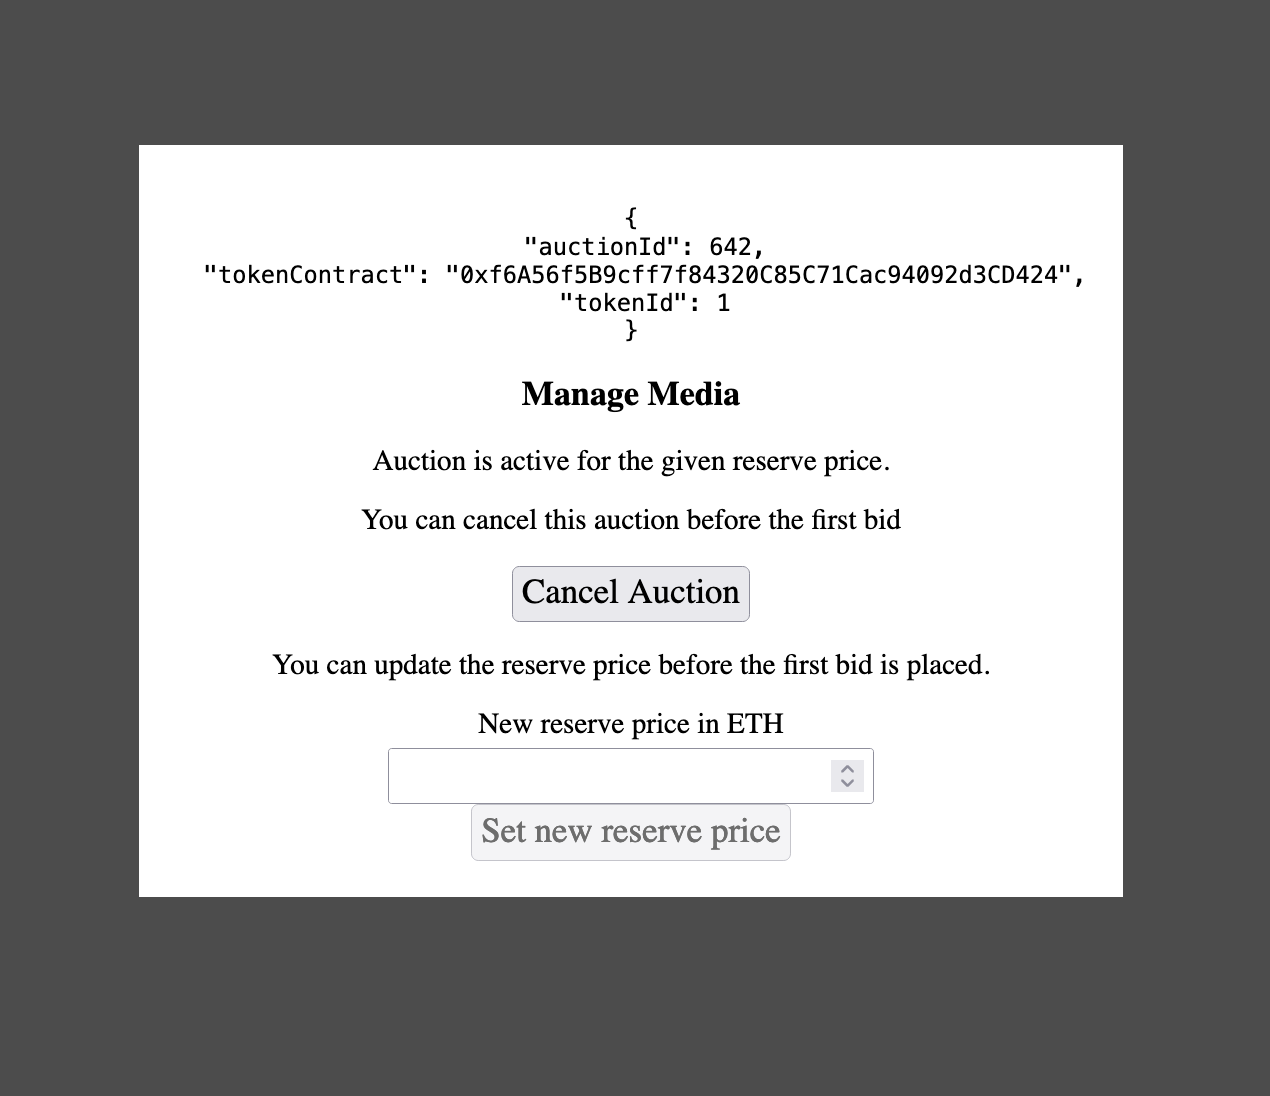 {
"auctionId": 642,
"tokenContract": "0xf6A56f5B9cff7f84320C85C71Cac94092d3CD424",
"tokenId": 1
}
Manage Media
Auction is active for the given reserve price.
You can cancel this auction before the first bid
Cancel Auction
You can update the reserve price before the first bid is placed.
New reserve price in ETH
Set new reserve price